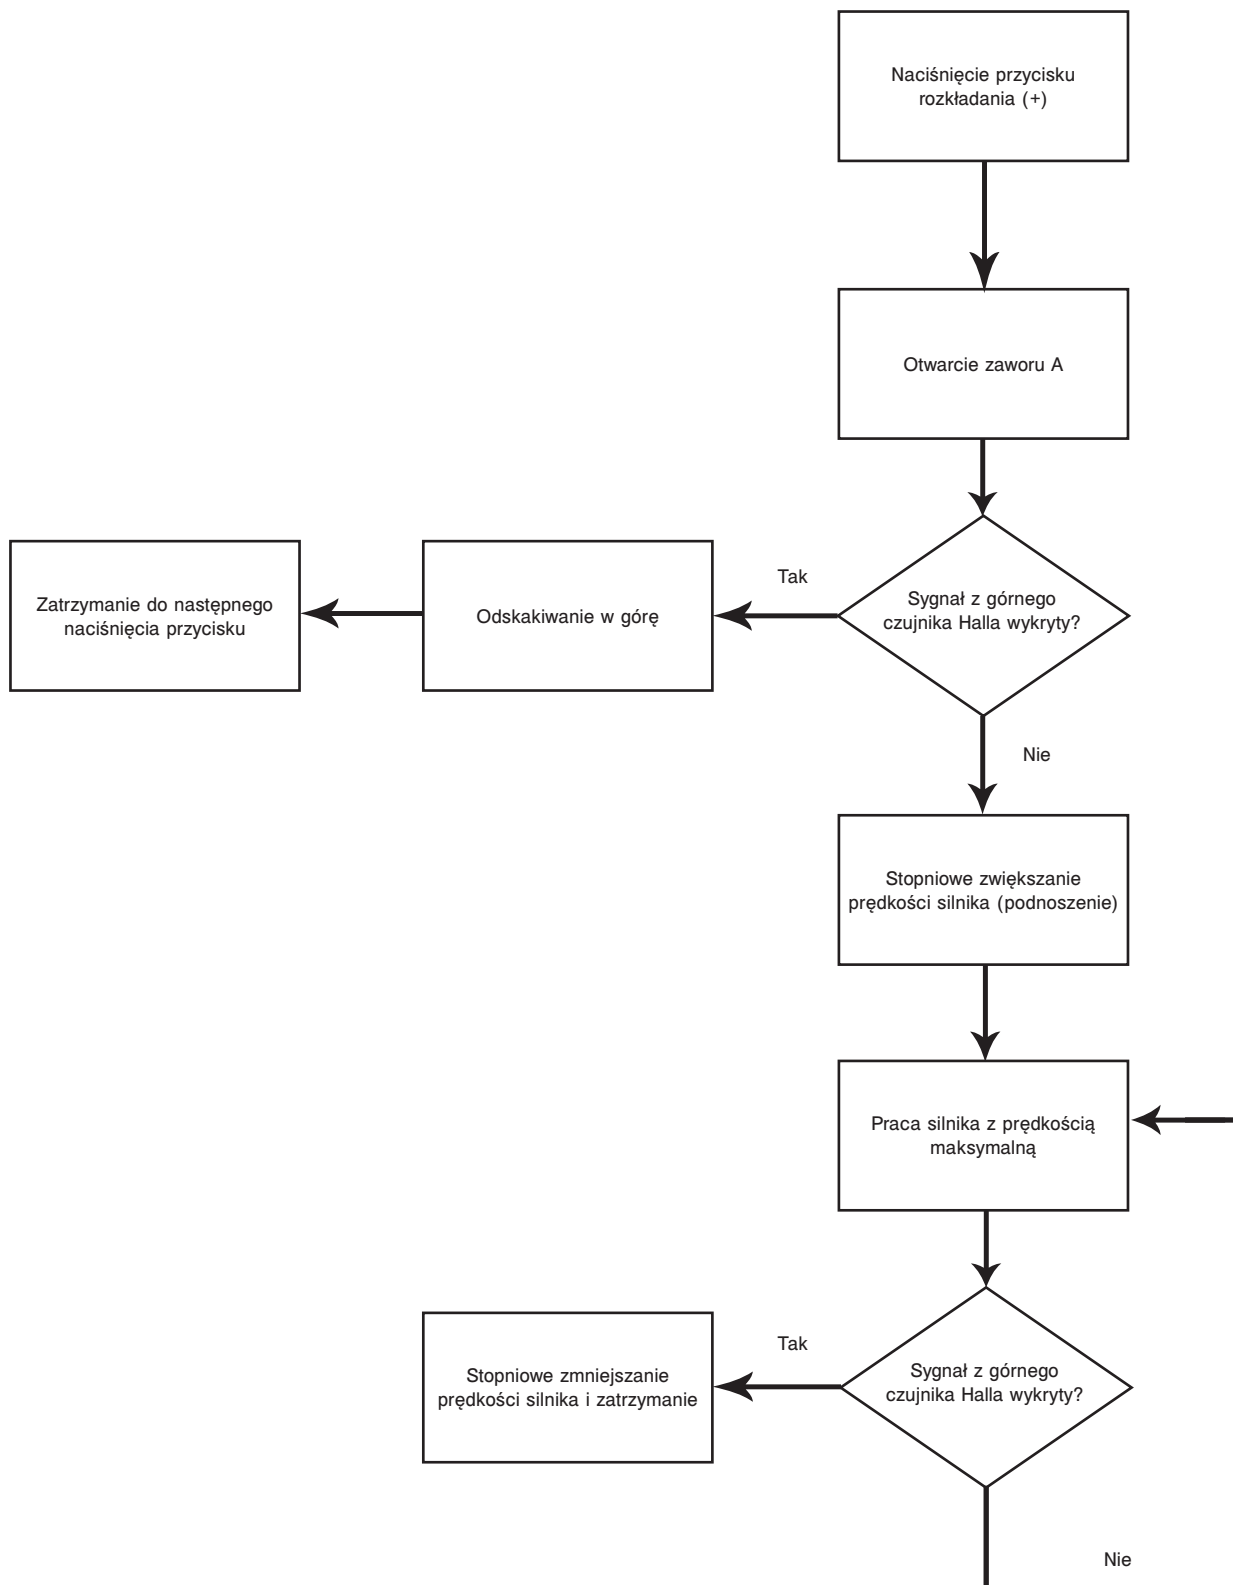 Naciśnięcie przycisku
rozkładania (+)
Otwarcie zaworu A
Tak
Sygnał z górnego
czujnika Halla wykryty?
Odskakiwanie w górę
Zatrzymanie do następnego
naciśnięcia przycisku
Nie
Stopniowe zwiększanie
prędkości silnika (podnoszenie)
Praca silnika z prędkością
maksymalną
Tak
Sygnał z górnego
czujnika Halla wykryty?
Stopniowe zmniejszanie
prędkości silnika i zatrzymanie
Nie